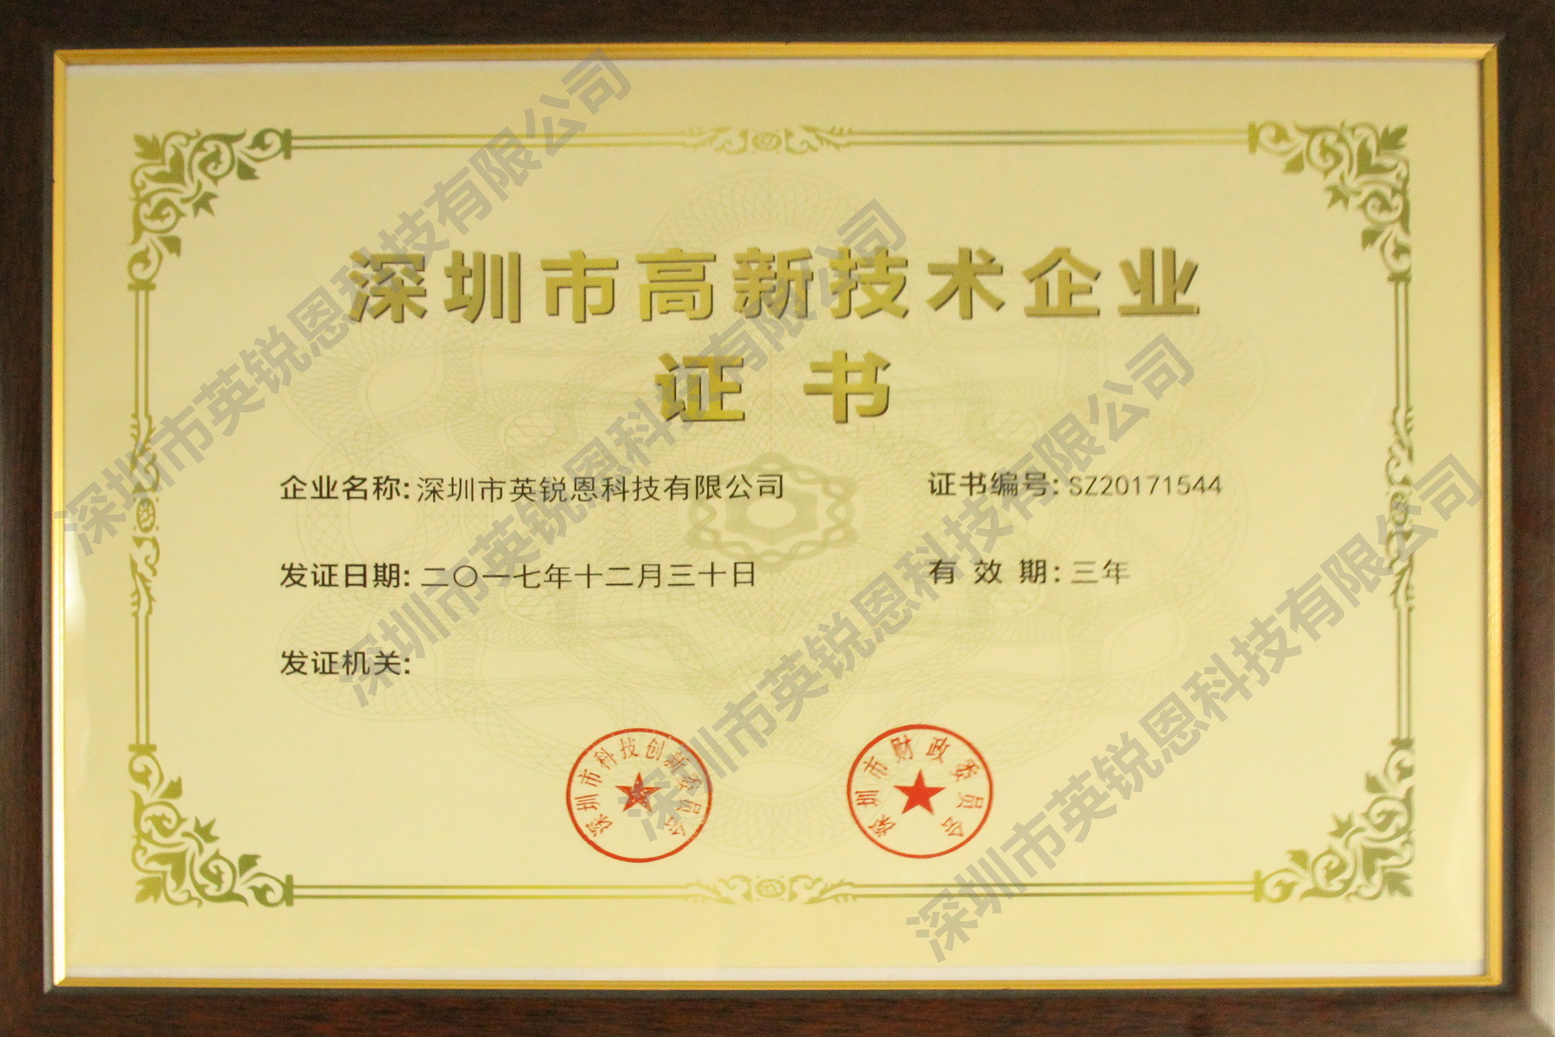 深圳市高新技术企业
证书
企业名称:深圳市英锐恩科技有限公司
证书编号:SZ20171544
发证日期:二〇一七年十二月三十日
有效期:三年
发证机关:
深圳市科技创新委员会
深圳市财政委员会
深圳市英锐恩科技有限公司
深圳市英锐恩科技有限公司
深圳市英锐恩科技有限公司
深圳市英锐恩科技有限公司